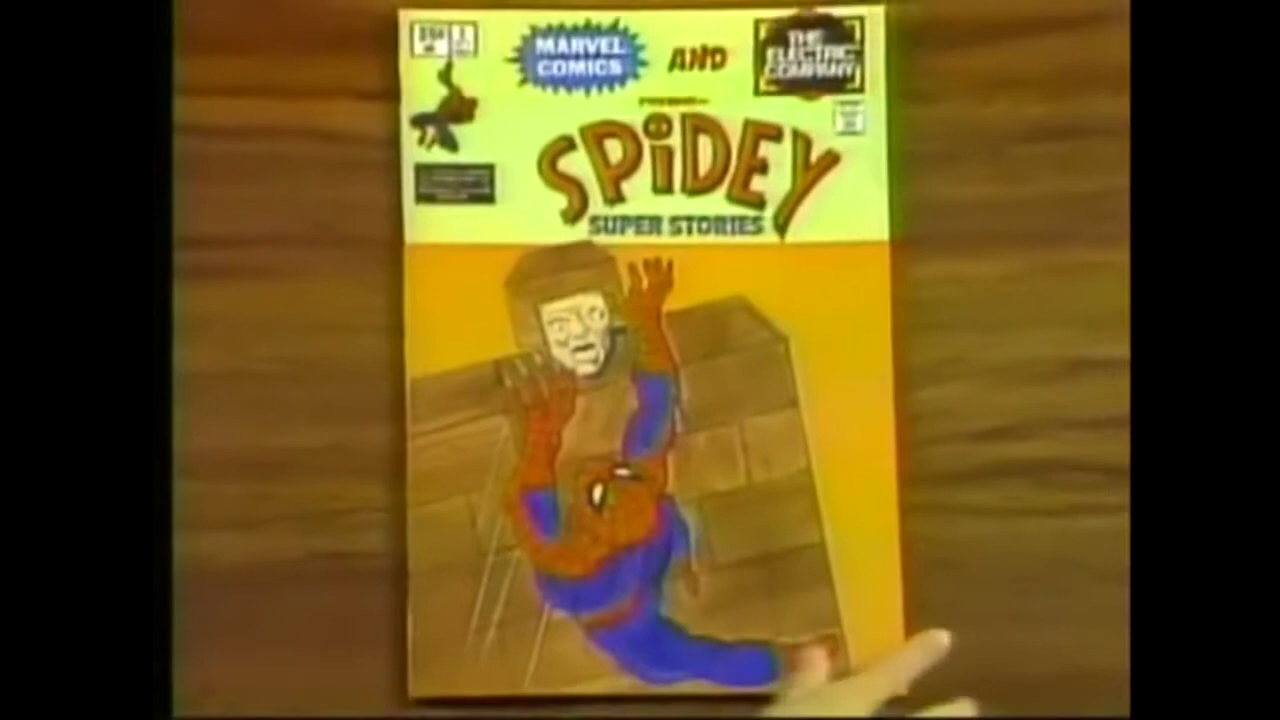 MARVEL
COMICS
AND
THE
ELECTRIC
COMPANY
SPiDEY
SUPER STORIES